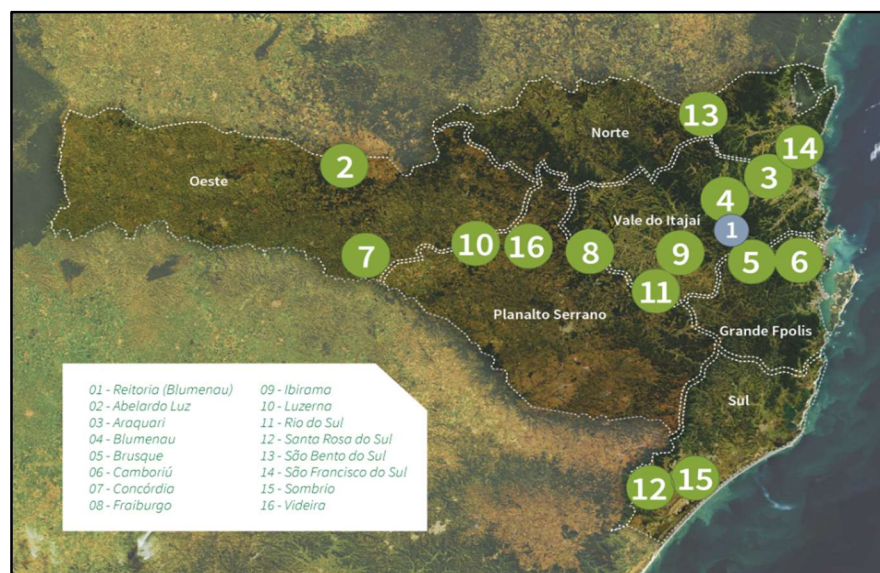 13
Norte
14
2
3
Oeste
4
Vale do Itajaí
1
10
16
8
9
5
6
7
11
Planalto Serrano
Grande Fpolis
Sul
12
15
01 - Reitoria (Blumenau)
02 - Abelardo Luz
03 - Araquari
04 - Blumenau
05 - Brusque
06 - Camboriú
07 - Concórdia
08 - Fraiburgo
09 - Ibirama
10 - Luzerna
11 - Rio do Sul
12 - Santa Rosa do Sul
13 - São Bento do Sul
14 - São Francisco do Sul
15 - Sombrio
16 - Videira